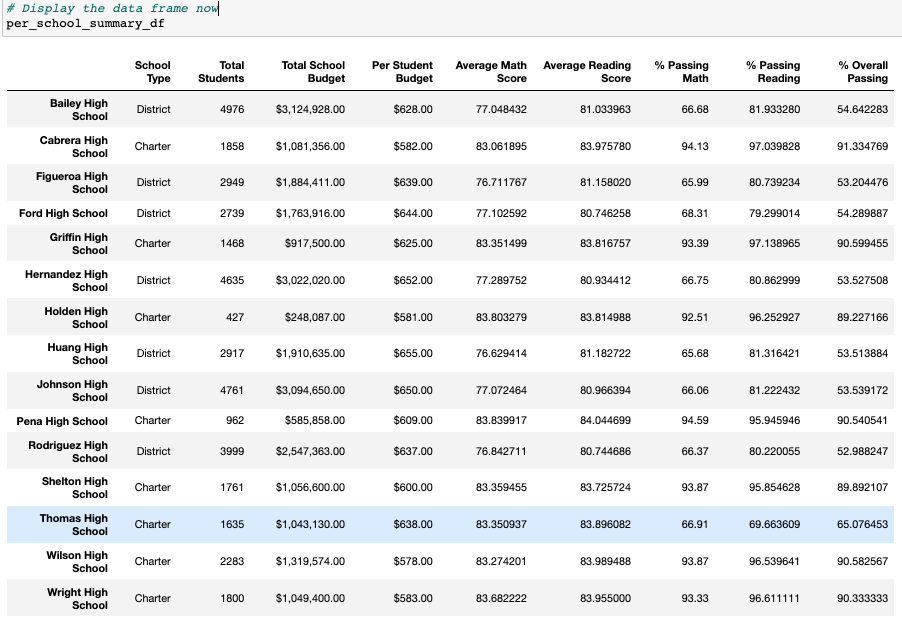 # Display the data frame now
per_school_summary_df
School Type Total Students Total School Budget Per Student Budget Average Math Score Average Reading Score % Passing Math % Passing Reading % Overall Passing
Bailey High School District 4976 $3,124,928.00 $628.00 77.048432 81.033963 66.68 81.933280 54.642283
Cabrera High School Charter 1858 $1,081,356.00 $582.00 83.061895 83.975780 94.13 97.039828 91.334769
Figueroa High School District 2949 $1,884,411.00 $639.00 76.711767 81.158020 65.99 80.739234 53.204476
Ford High School District 2739 $1,763,916.00 $644.00 77.102592 80.746258 68.31 79.299014 54.289887
Griffin High School Charter 1468 $917,500.00 $625.00 83.351499 83.816757 93.39 97.138965 90.599455
Hernandez High School District 4635 $3,022,020.00 $652.00 77.289752 80.934412 66.75 80.862999 53.527508
Holden High School Charter 427 $248,087.00 $581.00 83.803279 83.814988 92.51 96.252927 89.227166
Huang High School District 2917 $1,910,635.00 $655.00 76.629414 81.182722 65.68 81.316421 53.513884
Johnson High School District 4761 $3,094,650.00 $650.00 77.072464 80.966394 66.06 81.222432 53.539172
Pena High School Charter 962 $585,858.00 $609.00 83.839917 84.044699 94.59 95.945946 90.540541
Rodriguez High School District 3999 $2,547,363.00 $637.00 76.842711 80.744686 66.37 80.220055 52.988247
Shelton High School Charter 1761 $1,056,600.00 $600.00 83.359455 83.725724 93.87 95.854628 89.892107
Thomas High School Charter 1635 $1,043,130.00 $638.00 83.350937 83.896082 66.91 69.663609 65.076453
Wilson High School Charter 2283 $1,319,574.00 $578.00 83.274201 83.989488 93.87 96.539641 90.582567
Wright High School Charter 1800 $1,049,400.00 $583.00 83.682222 83.955000 93.33 96.611111 90.333333